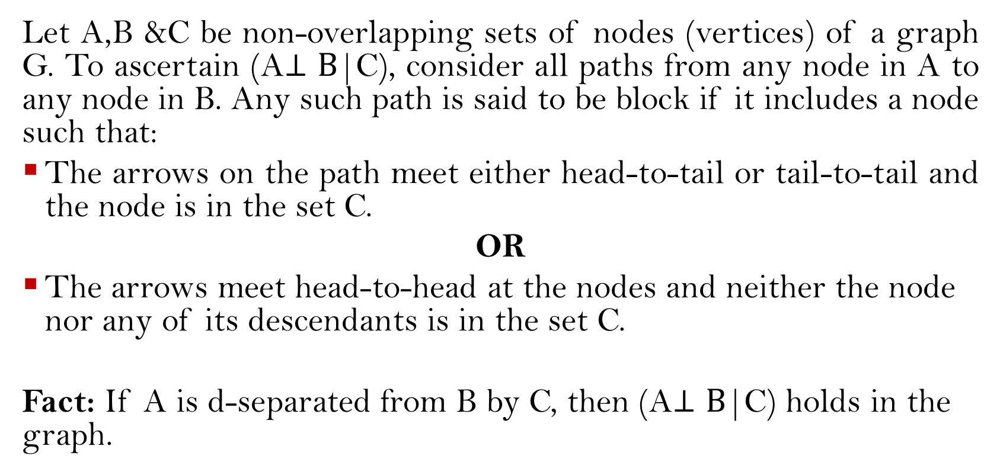 Let A,B &C be non-overlapping sets of nodes (vertices) of a graph
G. To ascertain (A⊥ B|C), consider all paths from any node in A to
any node in B. Any such path is said to be block if it includes a node
such that:
▪ The arrows on the path meet either head-to-tail or tail-to-tail and
the node is in the set C.
OR
▪ The arrows meet head-to-head at the nodes and neither the node
nor any of its descendants is in the set C.
Fact: If A is d-separated from B by C, then (A⊥ B|C) holds in the
graph.